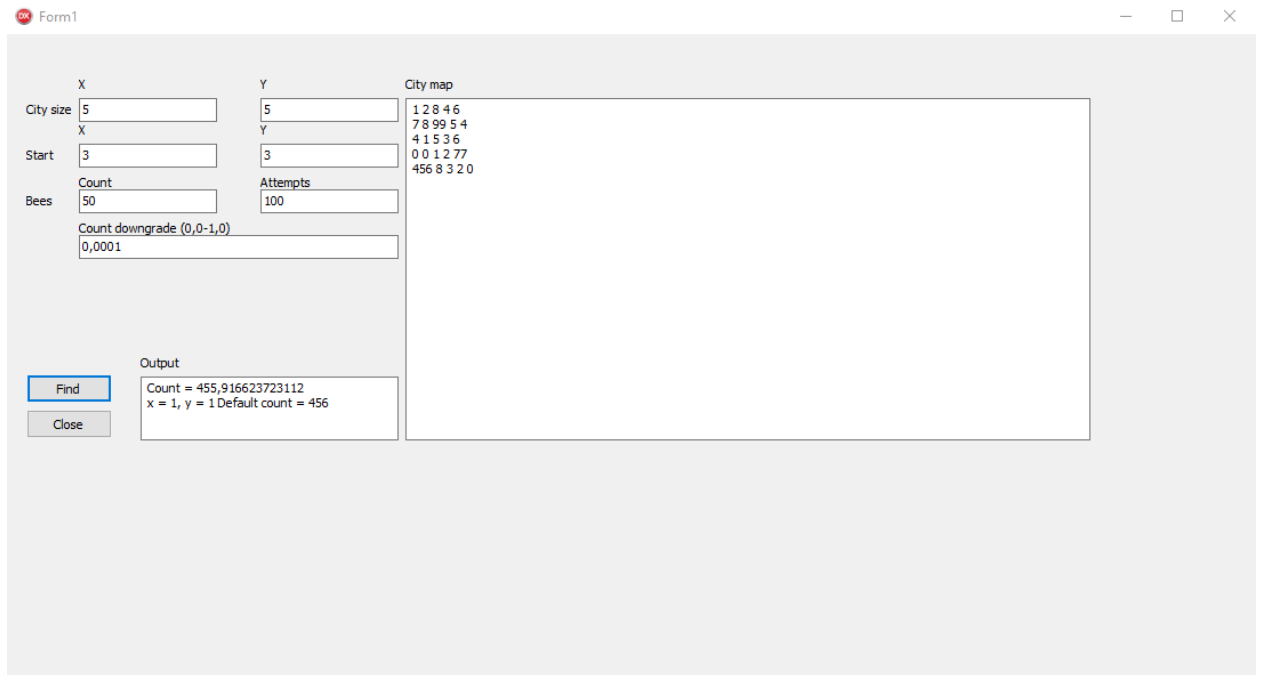 DX Form1
X Y City map
City size 5 5
X Y
Start 3 3
Count Attempts
Bees 50 100
Count downgrade (0,0-1,0)
0,0001
1 2 8 4 6
7 8 99 5 4
4 1 5 3 6
0 0 1 2 77
456 8 3 2 0
Output
Find
Close
Count = 455,916623723112
x = 1, y = 1 Default count = 456